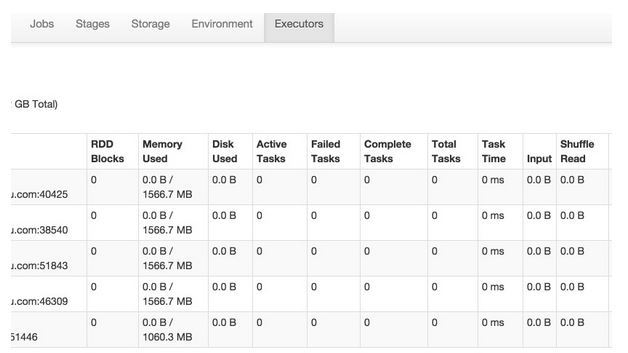 Jobs Stages Storage Environment Executors
GB Total)
RDD Blocks Memory Used Disk Used Active Tasks Failed Tasks Complete Tasks Total Tasks Task Time Input Shuffle Read
u.com:40425 0 0.0 B / 1566.7 MB 0.0 B 0 0 0 0 0 ms 0.0 B 0.0 B
u.com:38540 0 0.0 B / 1566.7 MB 0.0 B 0 0 0 0 0 ms 0.0 B 0.0 B
u.com:51843 0 0.0 B / 1566.7 MB 0.0 B 0 0 0 0 0 ms 0.0 B 0.0 B
u.com:46309 0 0.0 B / 1566.7 MB 0.0 B 0 0 0 0 0 ms 0.0 B 0.0 B
51446 0 0.0 B / 1060.3 MB 0.0 B 0 0 0 0 0 ms 0.0 B 0.0 B